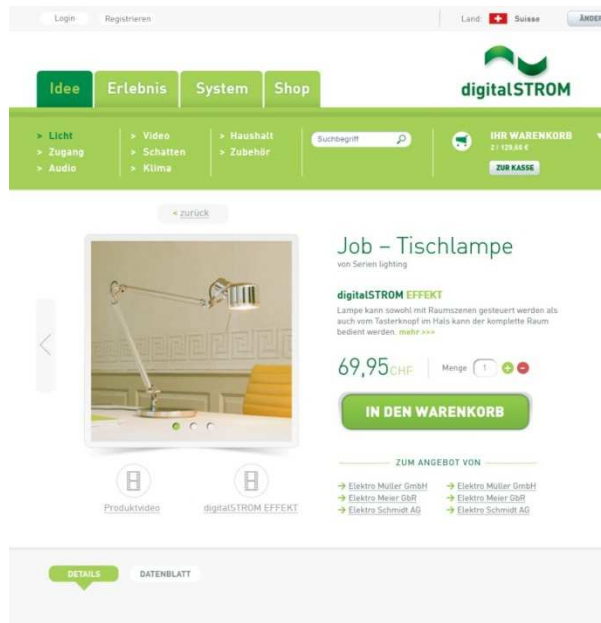 Login Registrieren Land: Suisse
Idee Erlebnis System Shop
digitalSTROM
> Licht > Video > Haushalt
> Zugang > Schatten > Zubehör
> Audio > Klima
Suchbegriff
IHR WARENKORB
2 | 129,68 €
ZUR KASSE
◂ zurück
Job – Tischlampe
von Serien lighting
digitalSTROM EFFEKT
Lampe kann sowohl mit Raumszenen gesteuert werden als
auch vom Tasterknopf im Hals kann der komplette Raum
bedient werden. mehr >>>
69,95CHF Menge 1
IN DEN WARENKORB
ZUM ANGEBOT VON
→ Elektro Müller GmbH → Elektro Müller GmbH
→ Elektro Meier GbR → Elektro Meier GbR
→ Elektro Schmidt AG → Elektro Schmidt AG
Produktvideo digitalSTROM EFFEKT
DETAILS DATENBLATT